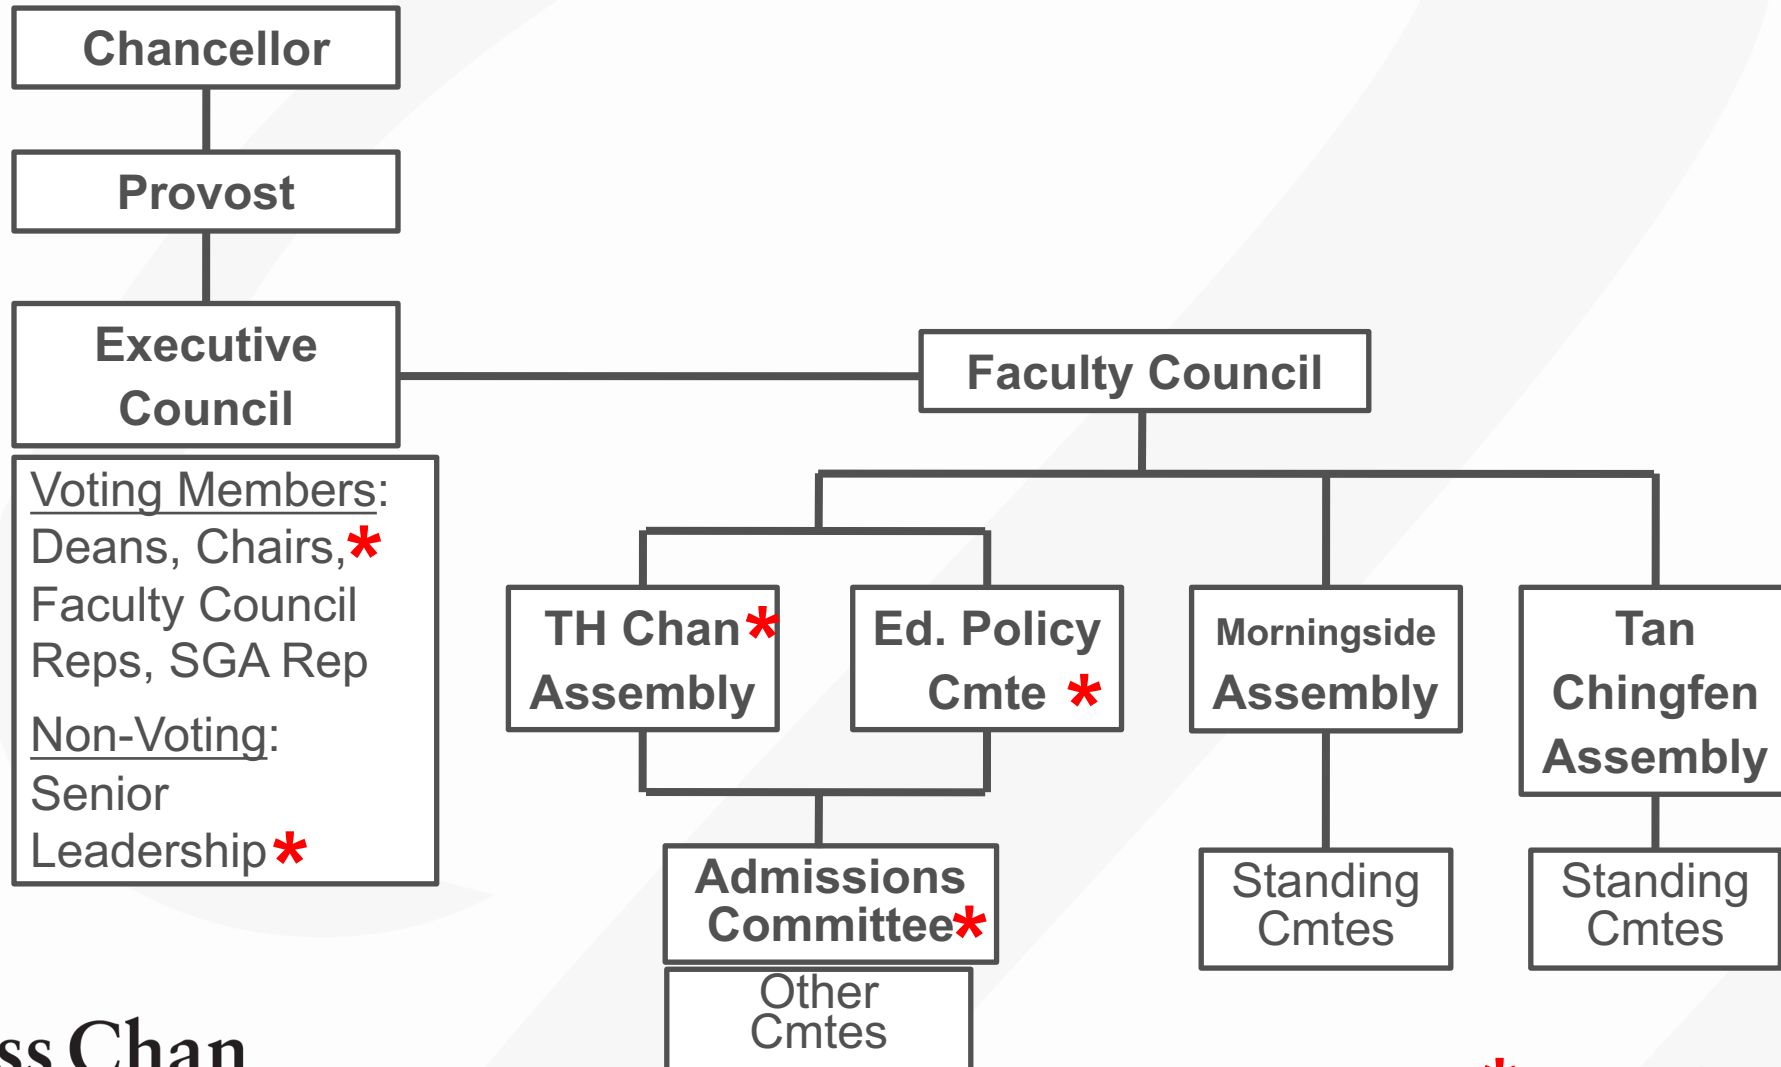 Chancellor
Provost
Executive
Council
Voting Members:
Deans, Chairs,*
Faculty Council
Reps, SGA Rep
Non-Voting:
Senior
Leadership*
Faculty Council
TH Chan*
Assembly
Ed. Policy
Cmte *
Morningside
Assembly
Tan
Chingfen
Assembly
Admissions
Committee*
Other
Cmtes
Standing
Cmtes
Standing
Cmtes
ss Chan
*